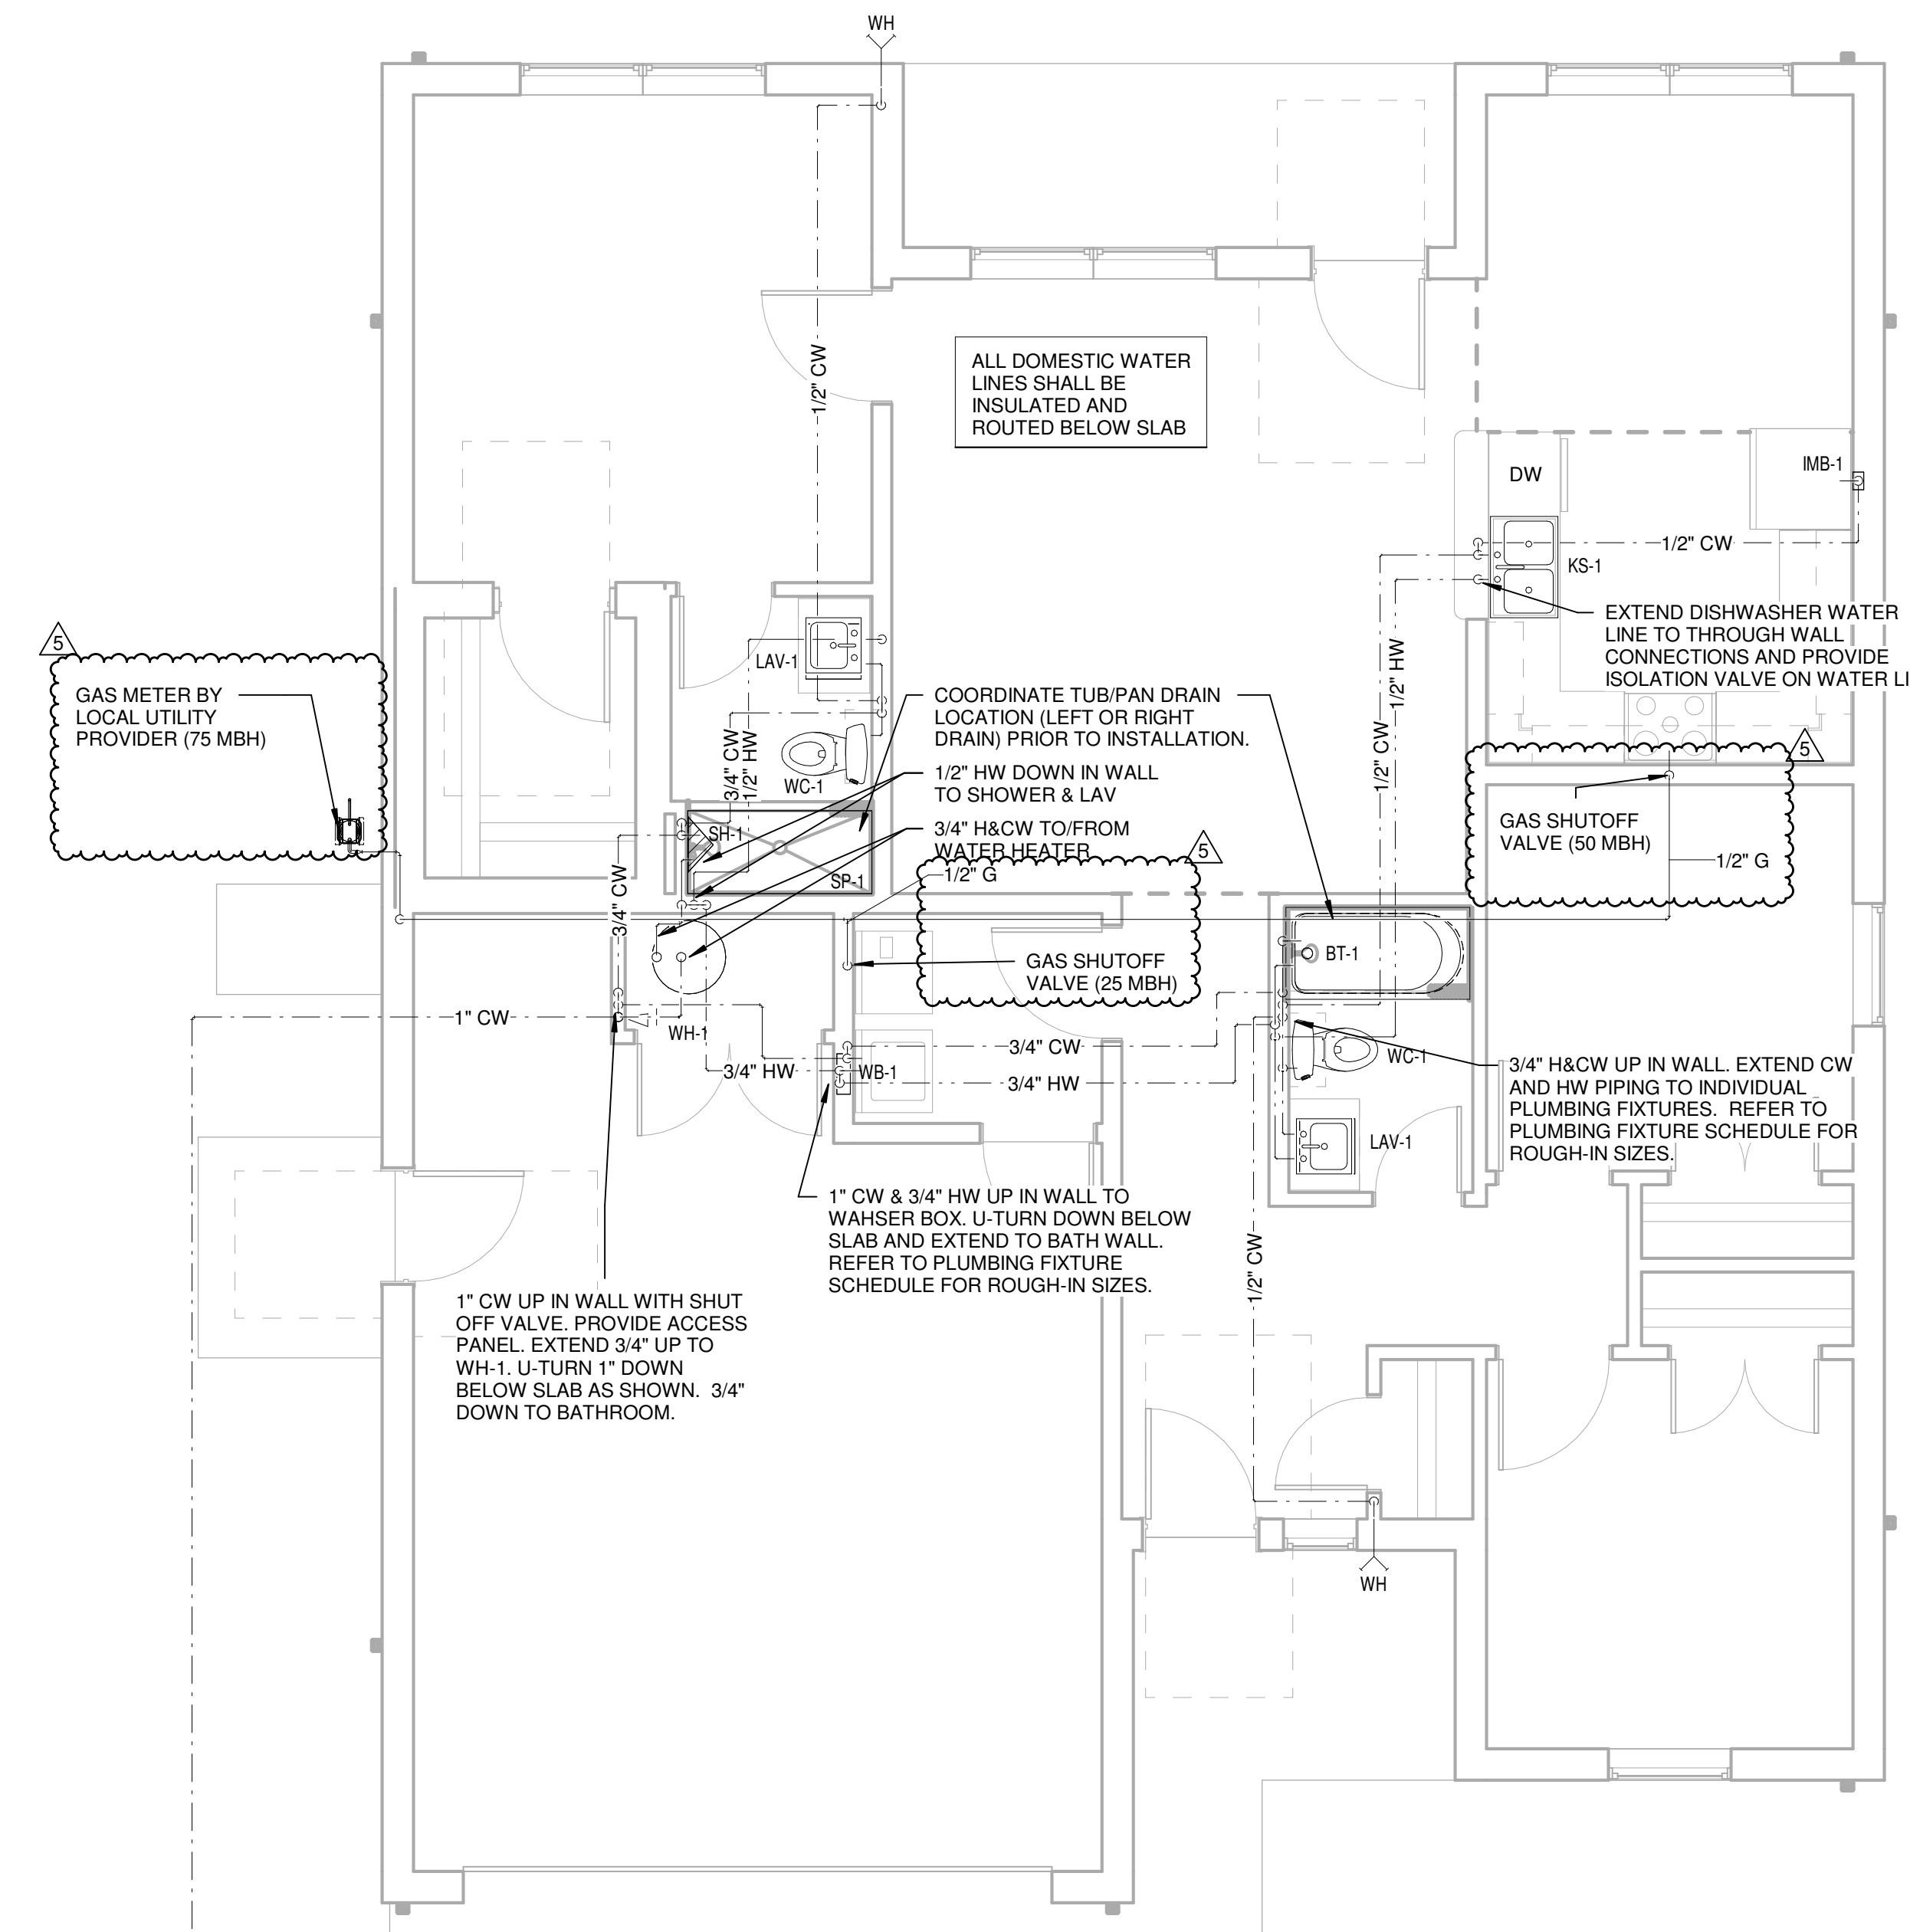 WH
1/2" CW
ALL DOMESTIC WATER
LINES SHALL BE
INSULATED AND
ROUTED BELOW SLAB
DW
IMB-1
1/2" CW
KS-1
EXTEND DISHWASHER WATER
LINE TO THROUGH WALL
CONNECTIONS AND PROVIDE
ISOLATION VALVE ON WATER LI
5
GAS METER BY
LOCAL UTILITY
PROVIDER (75 MBH)
LAV-1
WC-1
3/4" CW
1/2" HW
COORDINATE TUB/PAN DRAIN
LOCATION (LEFT OR RIGHT
DRAIN) PRIOR TO INSTALLATION.
1/2" HW DOWN IN WALL
TO SHOWER & LAV
3/4" H&CW TO/FROM
WATER HEATER
1/2" CW
1/2" HW
5
GAS SHUTOFF
VALVE (50 MBH)
1/2" G
SH-1
SP-1
3/4" CW
5
1/2" G
GAS SHUTOFF
VALVE (25 MBH)
BT-1
1" CW
WH-1
3/4" HW
WB-1
3/4" CW
3/4" HW
WC-1
LAV-1
3/4" H&CW UP IN WALL. EXTEND CW
AND HW PIPING TO INDIVIDUAL
PLUMBING FIXTURES. REFER TO
PLUMBING FIXTURE SCHEDULE FOR
ROUGH-IN SIZES.
1" CW & 3/4" HW UP IN WALL TO
WAHSER BOX. U-TURN DOWN BELOW
SLAB AND EXTEND TO BATH WALL.
REFER TO PLUMBING FIXTURE
SCHEDULE FOR ROUGH-IN SIZES.
1/2" CW
1" CW UP IN WALL WITH SHUT
OFF VALVE. PROVIDE ACCESS
PANEL. EXTEND 3/4" UP TO
WH-1. U-TURN 1" DOWN
BELOW SLAB AS SHOWN. 3/4"
DOWN TO BATHROOM.
WH